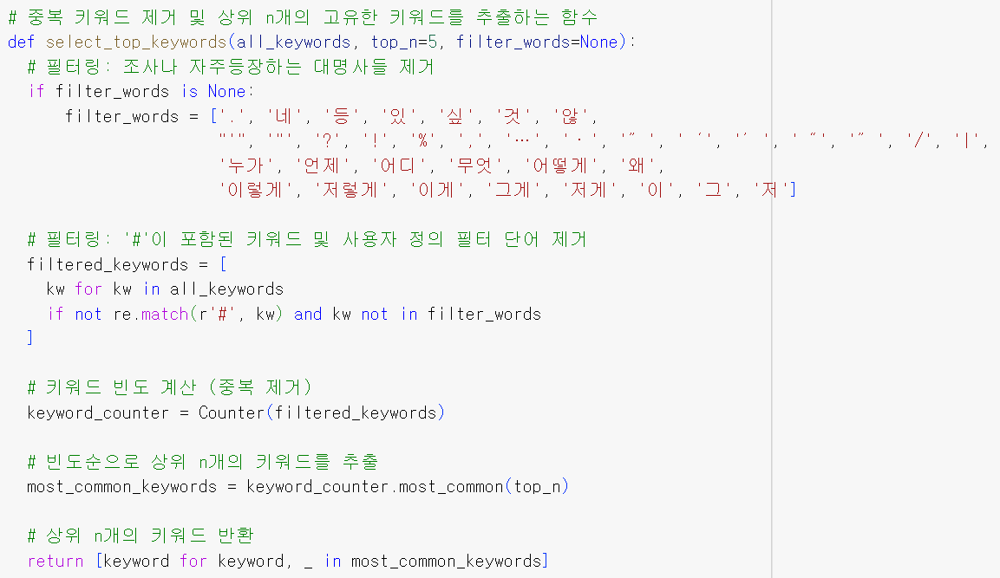 # 중복 키워드 제거 및 상위 n개의 고유한 키워드를 추출하는 함수
def select_top_keywords(all_keywords, top_n=5, filter_words=None):
  # 필터링: 조사나 자주등장하는 대명사들 제거
  if filter_words is None:
      filter_words = ['.', '네', '등', '있', '싶', '것', '않',
                      "'", '"', '?', '!', '%', ',', '…', '·', '” ', ' ‘', '’ ', ' “', '” ', '/', '|',
                      '누가', '언제', '어디', '무엇', '어떻게', '왜',
                      '이렇게', '저렇게', '이게', '그게', '저게', '이', '그', '저']
  # 필터링: '#'이 포함된 키워드 및 사용자 정의 필터 단어 제거
  filtered_keywords = [
    kw for kw in all_keywords
    if not re.match(r'#', kw) and kw not in filter_words
  ]
  # 키워드 빈도 계산 (중복 제거)
  keyword_counter = Counter(filtered_keywords)
  # 빈도순으로 상위 n개의 키워드를 추출
  most_common_keywords = keyword_counter.most_common(top_n)
  # 상위 n개의 키워드 반환
  return [keyword for keyword, _ in most_common_keywords]